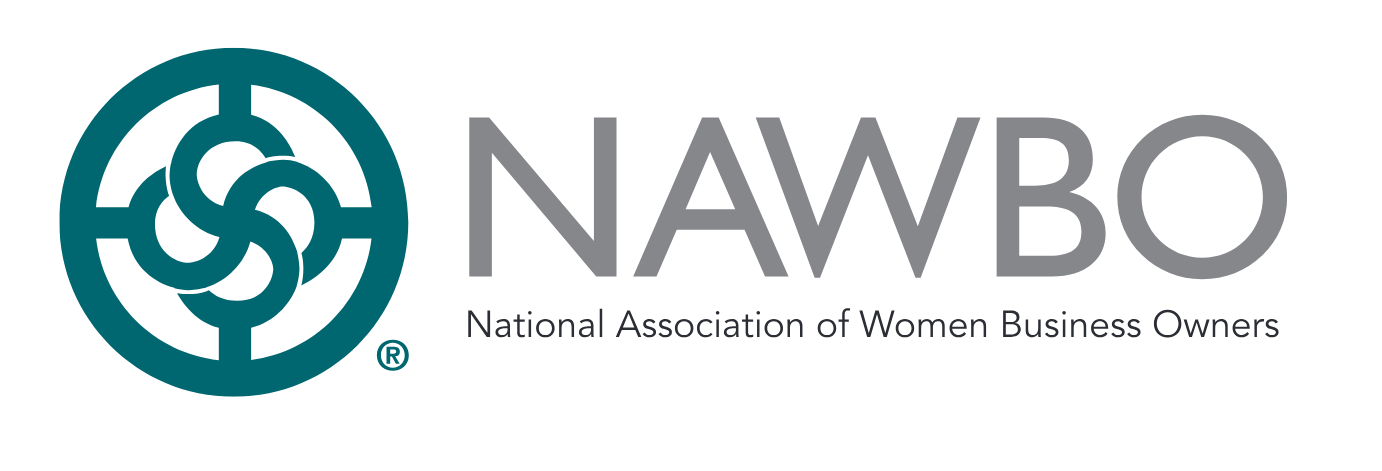 NAWBO
National Association of Women Business Owners
®